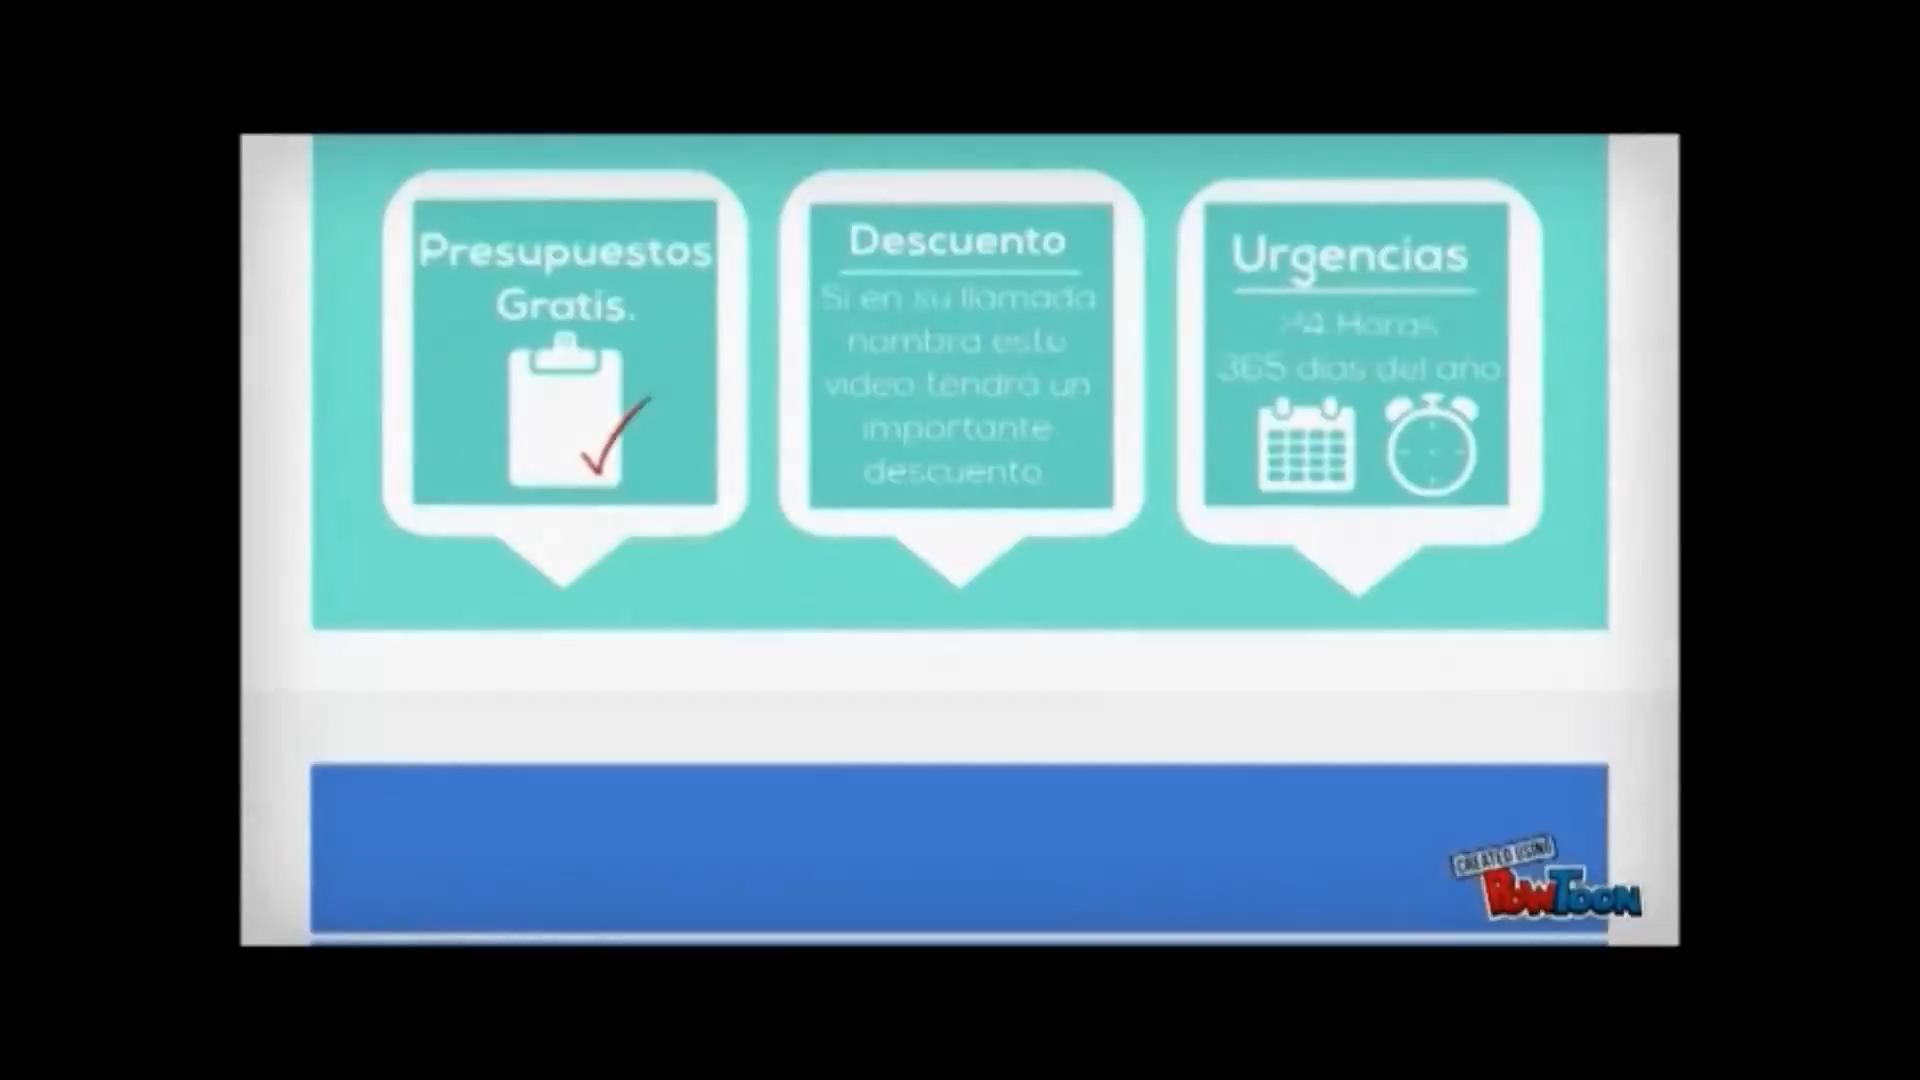 Presupuestos
Gratis.
Descuento
Si en su llamada
nombra este
video tendrá un
importante
descuento.
Urgencias
24 Horas
365 días del año
CREATED USING
POWTOON